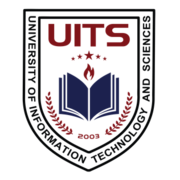 UITS
UNIVERSITY OF INFORMATION TECHNOLOGY AND SCIENCES
2003